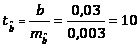 t_b̂ = b / m_b̂ = 0,03 / 0,003 = 10